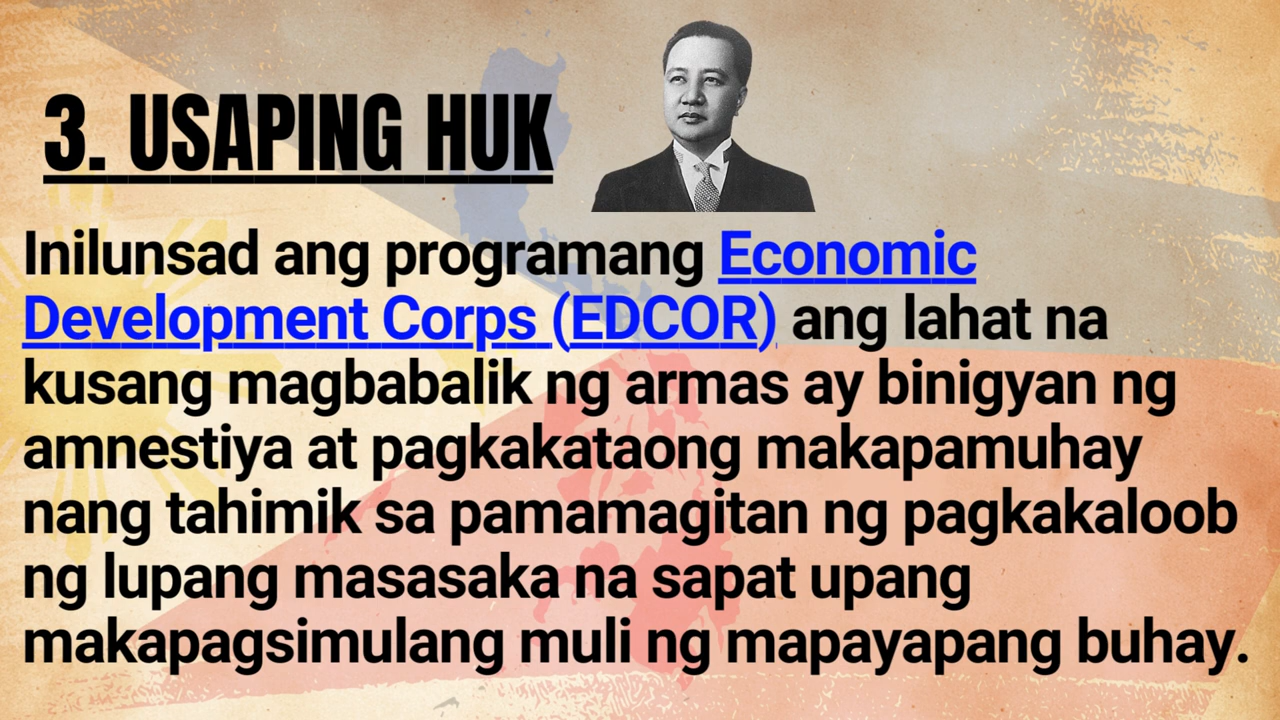 3. USAPING HUK
Inilunsad ang programang Economic
Development Corps (EDCOR) ang lahat na
kusang magbabalik ng armas ay binigyan ng
amnestiya at pagkakataong makapamuhay
nang tahimik sa pamamagitan ng pagkakaloob
ng lupang masasaka na sapat upang
makapagsimulang muli ng mapayapang buhay.